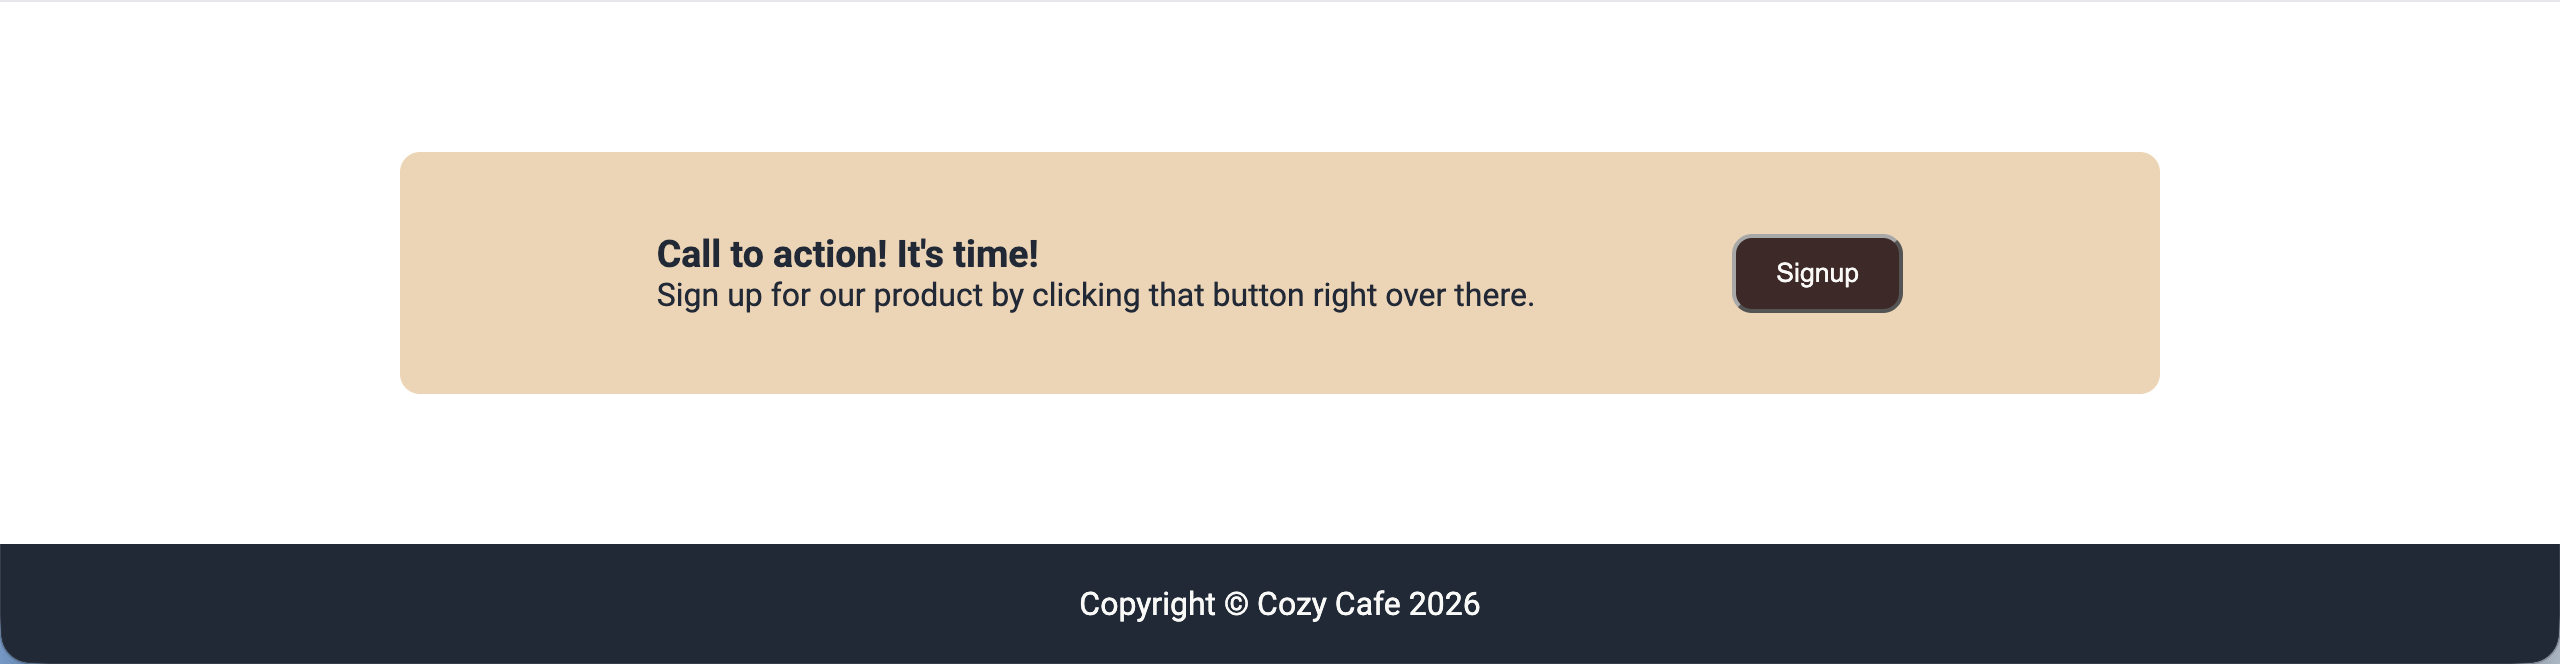 Call to action! It's time!
Sign up for our product by clicking that button right over there.
Signup
Copyright © Cozy Cafe 2026